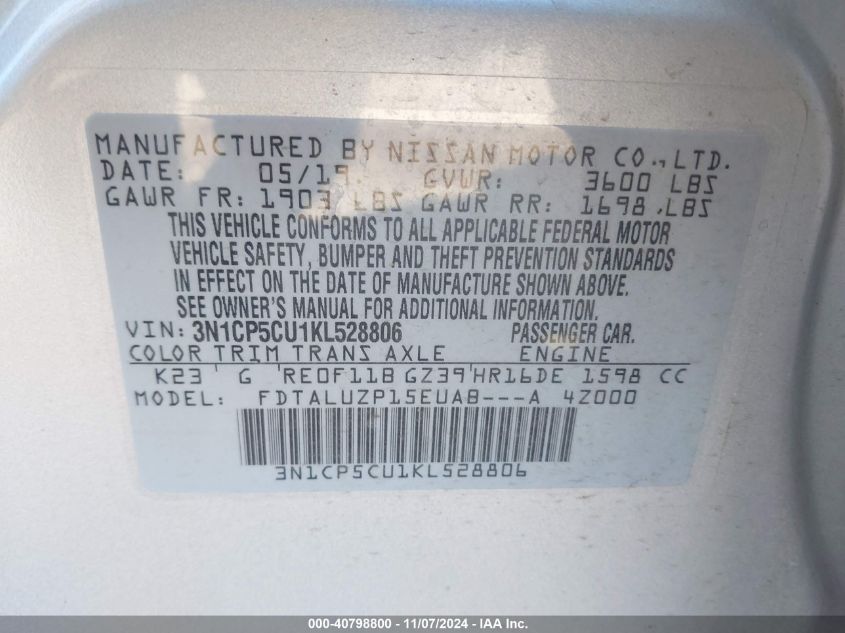 MANUFACTURED BY NISSAN MOTOR CO.,LTD.
DATE: 05/19 GVWR: 3600 LBS
GAWR FR: 1903 LBS GAWR RR: 1698 LBS
THIS VEHICLE CONFORMS TO ALL APPLICABLE FEDERAL MOTOR
VEHICLE SAFETY, BUMPER AND THEFT PREVENTION STANDARDS
IN EFFECT ON THE DATE OF MANUFACTURE SHOWN ABOVE.
SEE OWNER'S MANUAL FOR ADDITIONAL INFORMATION.
VIN: 3N1CP5CU1KL528806 PASSENGER CAR.
COLOR TRIM TRANS AXLE ENGINE
K23 G RE0F11B GZ39 HR16DE 1598 CC
MODEL: FDTALUZP15EUAB---A 4Z000
3N1CP5CU1KL528806
000-40798800 - 11/07/2024 - IAAI.com